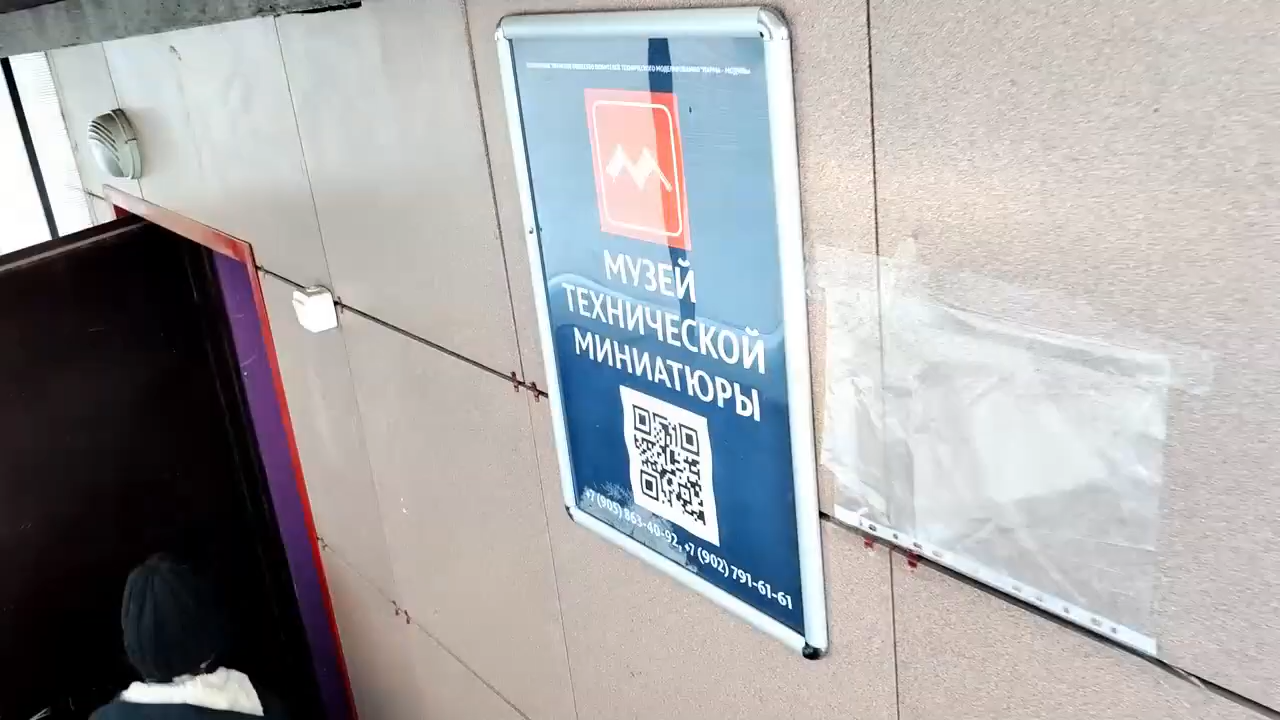 МУЗЕЙ
ТЕХНИЧЕСКОЙ
МИНИАТЮРЫ
+7 (905) 863-40-92, +7 (902) 791-61-61